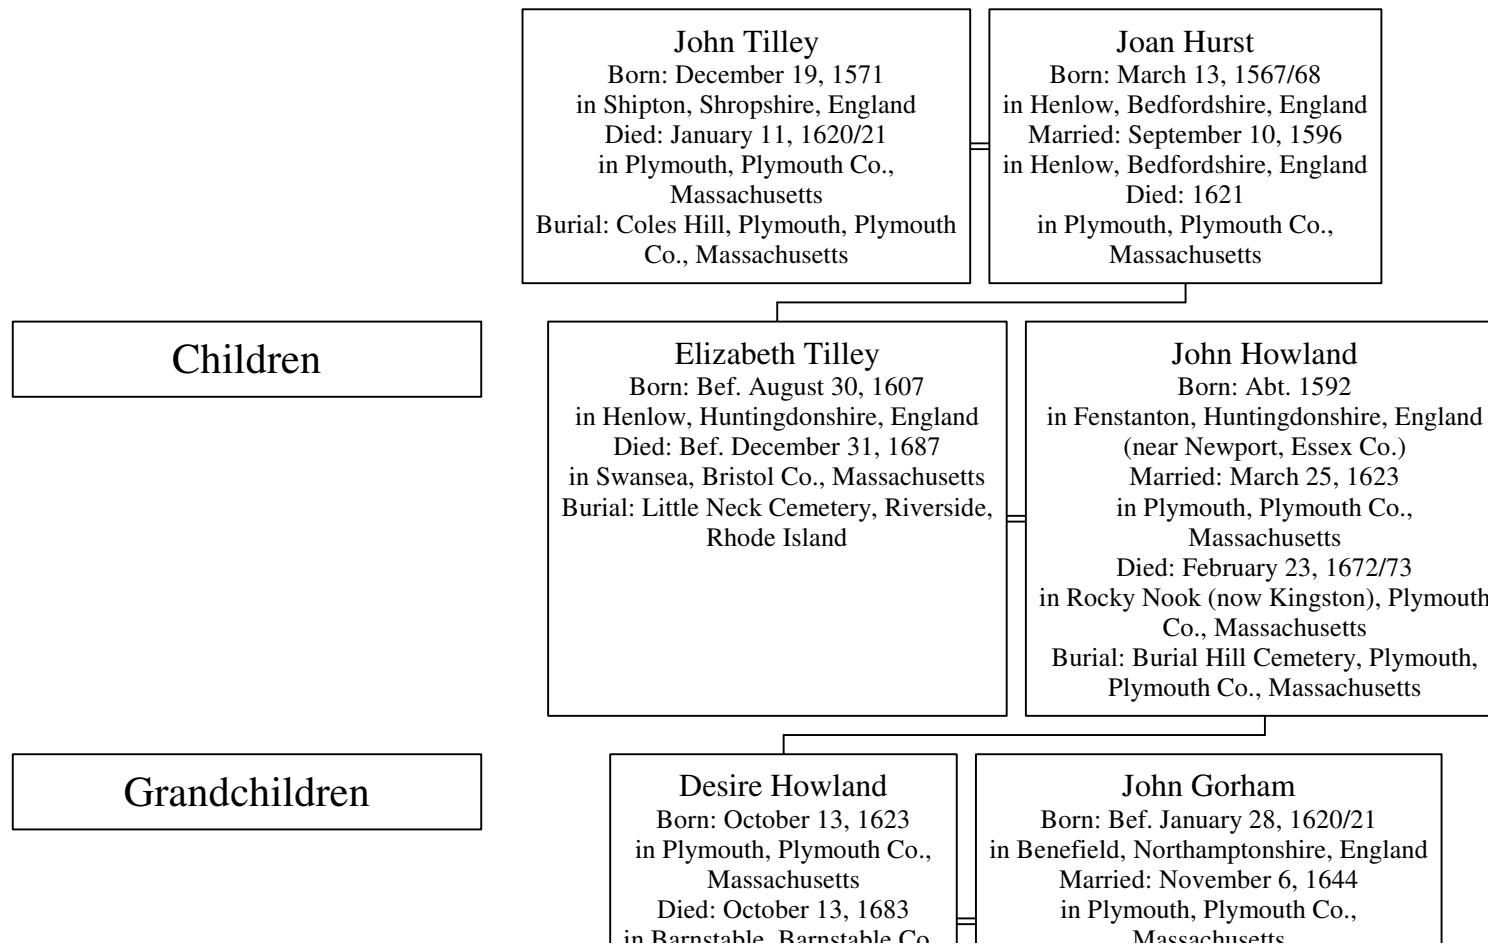 John Tilley
Born: December 19, 1571
in Shipton, Shropshire, England
Died: January 11, 1620/21
in Plymouth, Plymouth Co.,
Massachusetts
Burial: Coles Hill, Plymouth, Plymouth
Co., Massachusetts
Joan Hurst
Born: March 13, 1567/68
in Henlow, Bedfordshire, England
Married: September 10, 1596
in Henlow, Bedfordshire, England
Died: 1621
in Plymouth, Plymouth Co.,
Massachusetts
Children
Elizabeth Tilley
Born: Bef. August 30, 1607
in Henlow, Huntingdonshire, England
Died: Bef. December 31, 1687
in Swansea, Bristol Co., Massachusetts
Burial: Little Neck Cemetery, Riverside,
Rhode Island
John Howland
Born: Abt. 1592
in Fenstanton, Huntingdonshire, England
(near Newport, Essex Co.)
Married: March 25, 1623
in Plymouth, Plymouth Co.,
Massachusetts
Died: February 23, 1672/73
in Rocky Nook (now Kingston), Plymouth
Co., Massachusetts
Burial: Burial Hill Cemetery, Plymouth,
Plymouth Co., Massachusetts
Grandchildren
Desire Howland
Born: October 13, 1623
in Plymouth, Plymouth Co.,
Massachusetts
Died: October 13, 1683
in Barnstable, Barnstable Co.,
John Gorham
Born: Bef. January 28, 1620/21
in Benefield, Northamptonshire, England
Married: November 6, 1644
in Plymouth, Plymouth Co.,
Massachusetts